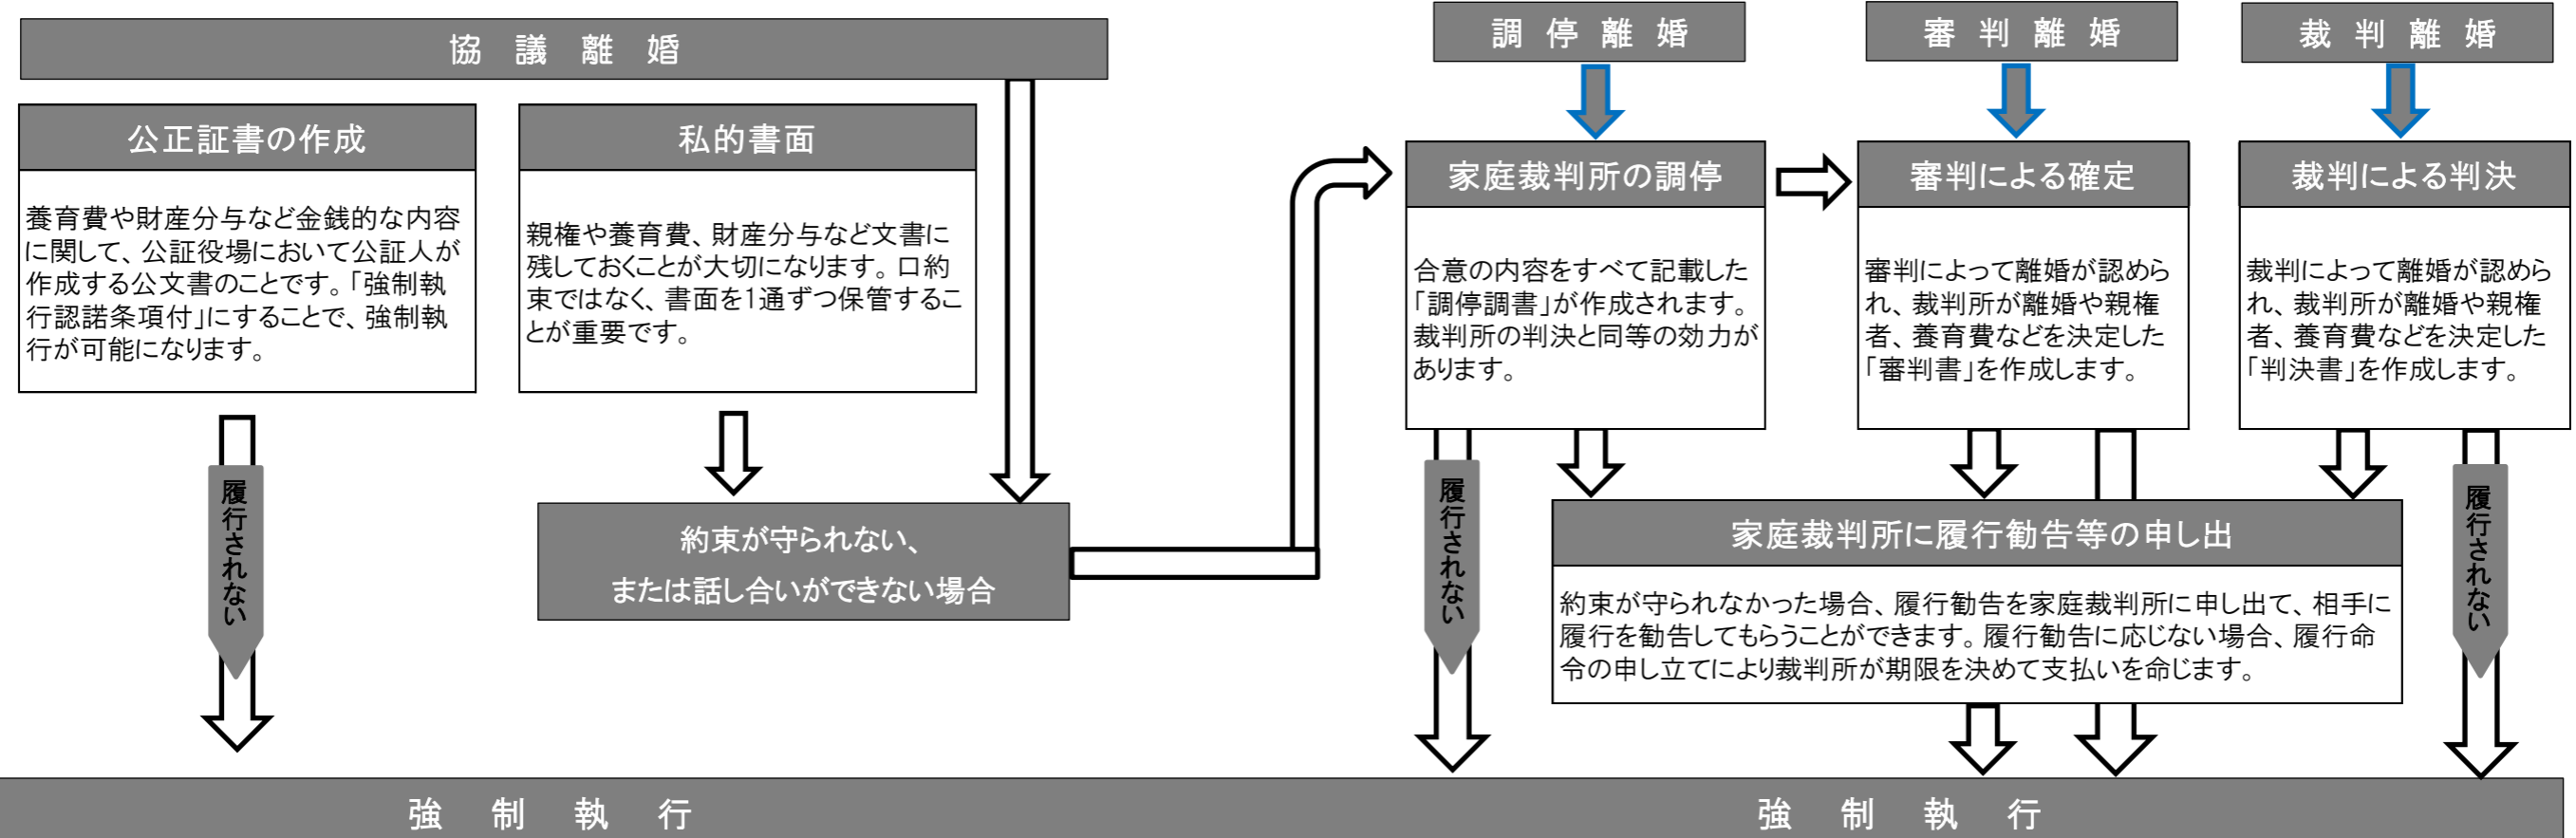 協議離婚
調停離婚
審判離婚
裁判離婚
公正証書の作成
養育費や財産分与など金銭的な内容
に関して、公証役場において公証人が
作成する公文書のことです。「強制執
行認諾条項付」にすることで、強制執
行が可能になります。
私的書面
親権や養育費、財産分与など文書に
残しておくことが大切になります。口約
束ではなく、書面を1通ずつ保管するこ
とが重要です。
家庭裁判所の調停
合意の内容をすべて記載した
「調停調書」が作成されます。
裁判所の判決と同等の効力が
あります。
審判による確定
審判によって離婚が認めら
れ、裁判所が離婚や親権
者、養育費などを決定した
「審判書」を作成します。
裁判による判決
裁判によって離婚が認めら
れ、裁判所が離婚や親権
者、養育費などを決定した
「判決書」を作成します。
履行されない
約束が守られない、
または話し合いができない場合
履行されない
家庭裁判所に履行勧告等の申し出
約束が守られなかった場合、履行勧告を家庭裁判所に申し出て、相手に
履行を勧告してもらうことができます。履行勧告に応じない場合、履行命
令の申し立てにより裁判所が期限を決めて支払いを命じます。
履行されない
強制執行
強制執行